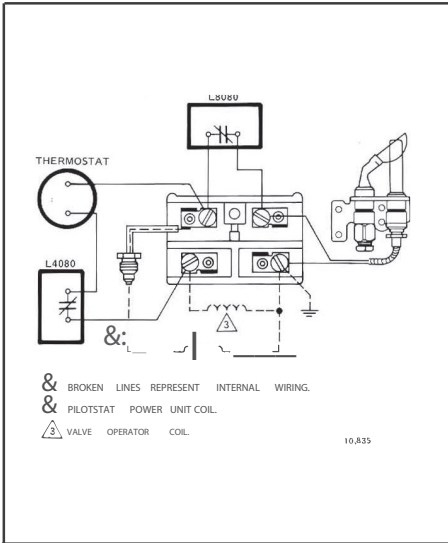 L8080
THERMOSTAT
L4080
3
&:
& BROKEN LINES REPRESENT INTERNAL WIRING.
& PILOTSTAT POWER UNIT COIL.
3 VALVE OPERATOR COIL.
10,835